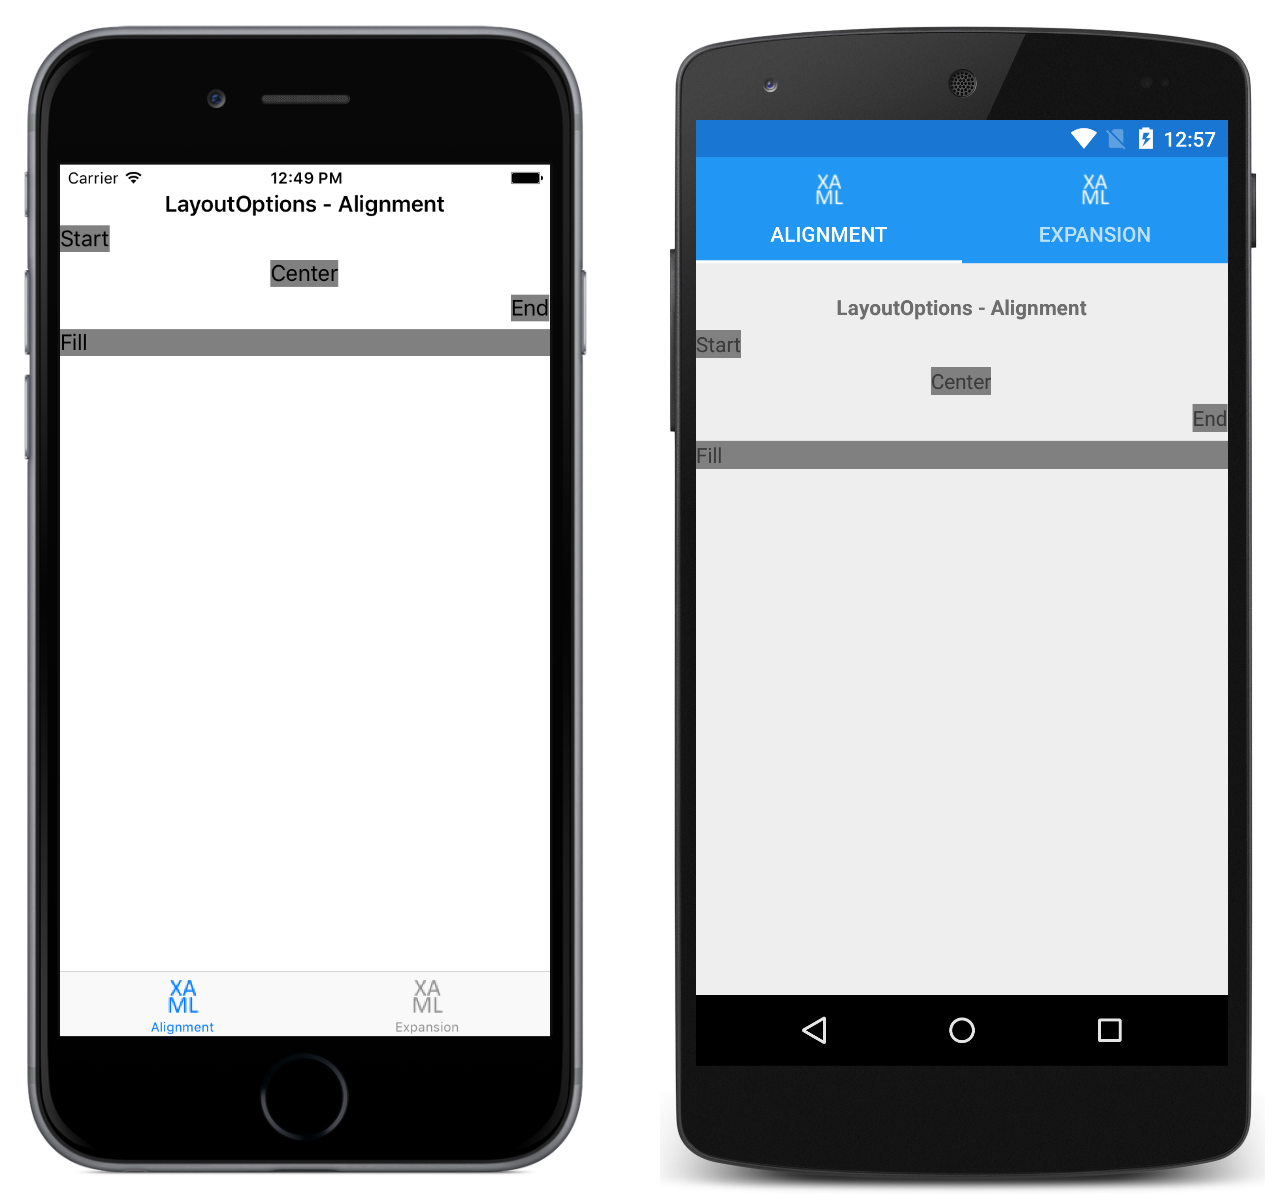 Carrier 12:49 PM
LayoutOptions - Alignment
Start
Center
End
Fill
XA
ML
Alignment
XA
ML
Expansion
12:57
XA
ML
ALIGNMENT
XA
ML
EXPANSION
LayoutOptions - Alignment
Start
Center
End
Fill